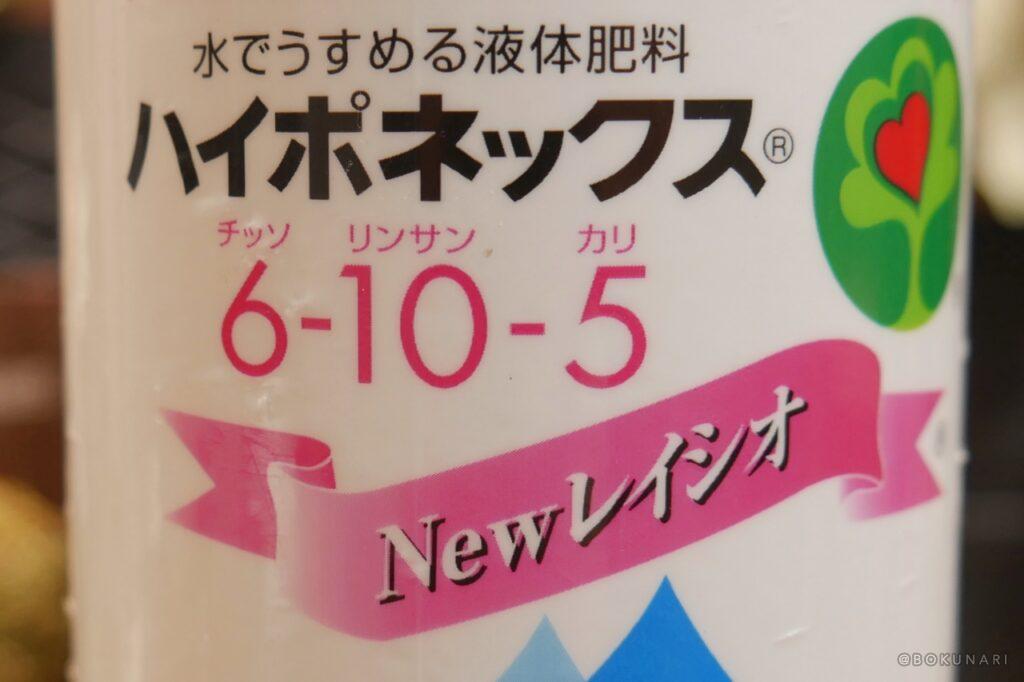 水でうすめる液体肥料
ハイポネックス®
チッソ リンサン カリ
6-10-5
Newレイシオ
@BOKUNARI